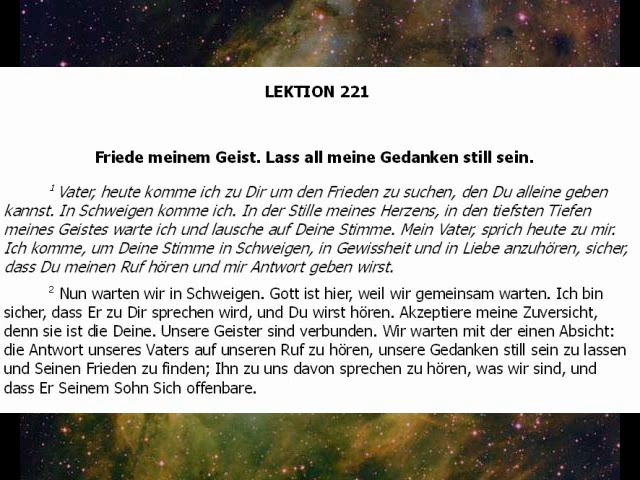 LEKTION 221
Friede meinem Geist. Lass all meine Gedanken still sein.
1 Vater, heute komme ich zu Dir um den Frieden zu suchen, den Du alleine geben
kannst. In Schweigen komme ich. In der Stille meines Herzens, in den tiefsten Tiefen
meines Geistes warte ich und lausche auf Deine Stimme. Mein Vater, sprich heute zu mir.
Ich komme, um Deine Stimme in Schweigen, in Gewissheit und in Liebe anzuhören, sicher,
dass Du meinen Ruf hören und mir Antwort geben wirst.
2 Nun warten wir in Schweigen. Gott ist hier, weil wir gemeinsam warten. Ich bin
sicher, dass Er zu Dir sprechen wird, und Du wirst hören. Akzeptiere meine Zuversicht,
denn sie ist die Deine. Unsere Geister sind verbunden. Wir warten mit der einen Absicht:
die Antwort unseres Vaters auf unseren Ruf zu hören, unsere Gedanken still sein zu lassen
und Seinen Frieden zu finden; Ihn zu uns davon sprechen zu hören, was wir sind, und
dass Er Seinem Sohn Sich offenbare.